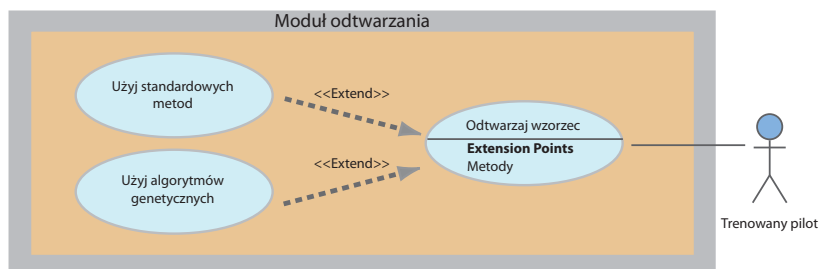 Moduł odtwarzania
Użyj standardowych
metod
<<Extend>>
Odtwarzaj wzorzec
Extension Points
Metody
<<Extend>>
Użyj algorytmów
genetycznych
Trenowany pilot